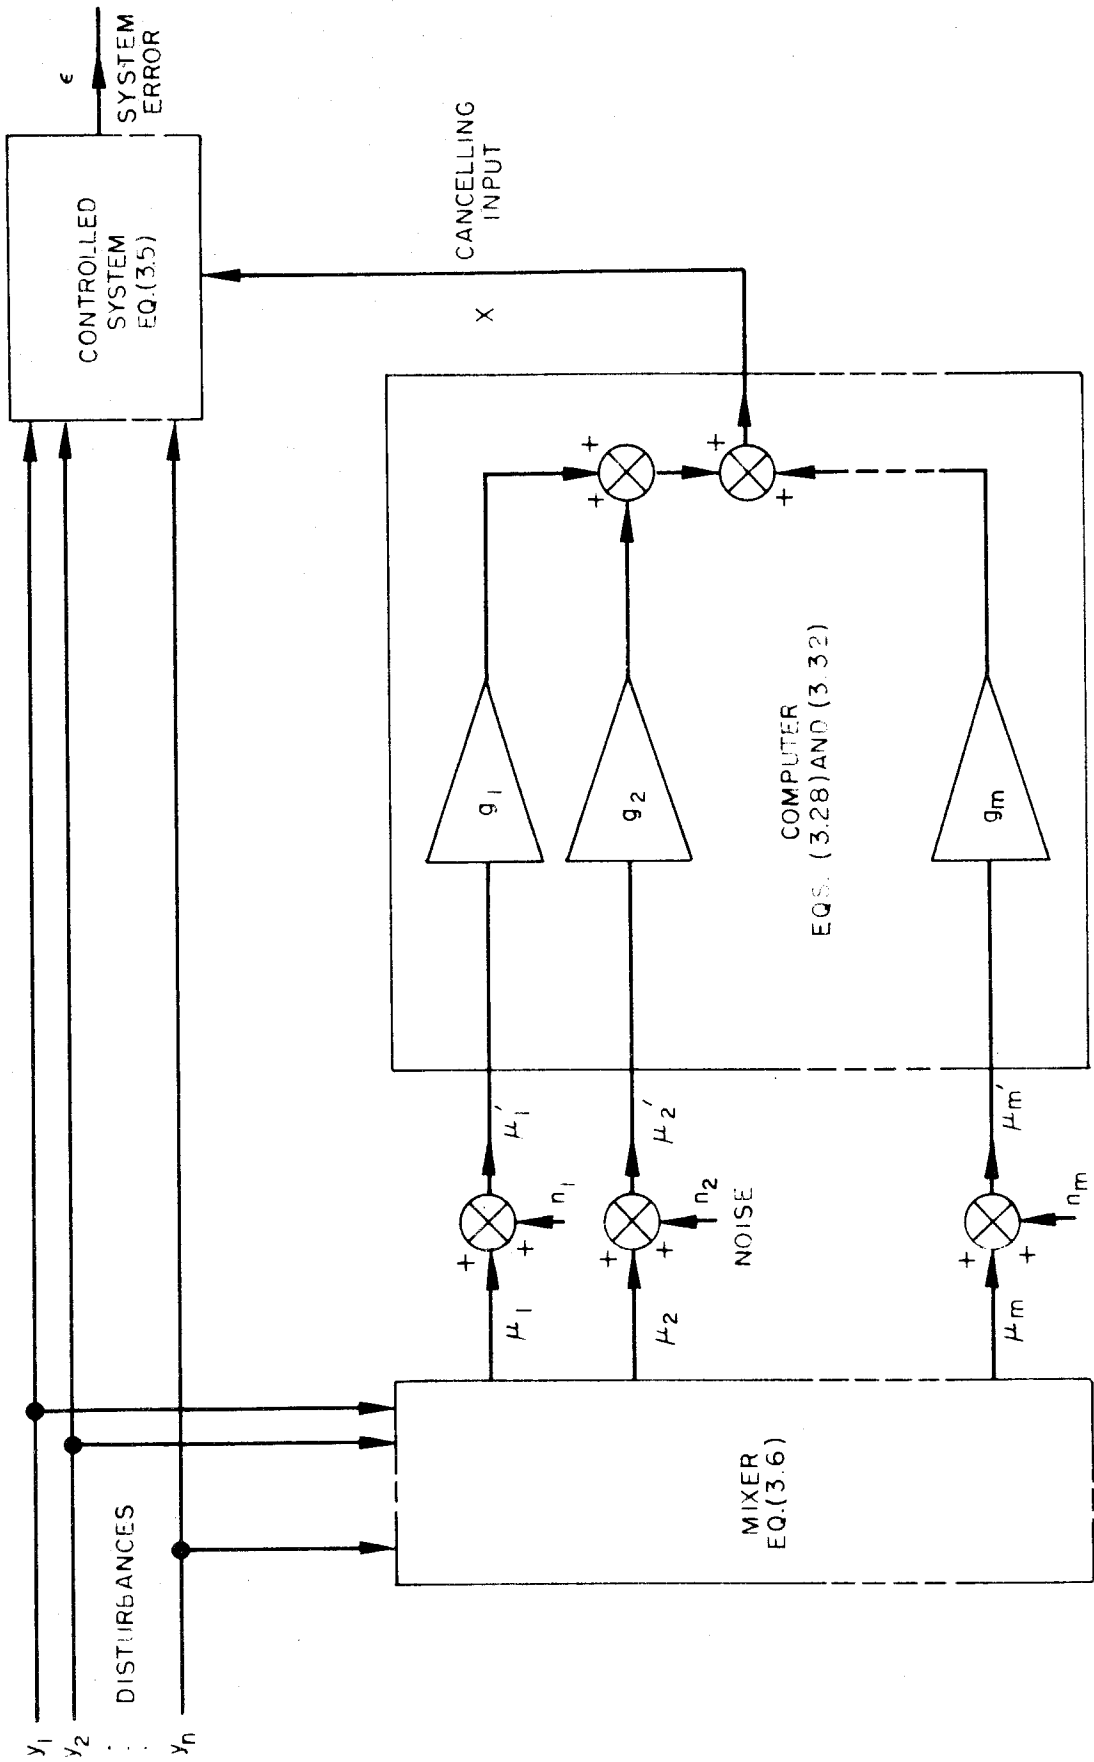 y1
y2
DISTURBANCES
yn
MIXER
EQ.(3.6)
μ1
μ2
μm
+
+
n1
+
+
n2
NOISE
+
+
nm
μ1'
μ2'
μm'
COMPUTER
EQS. (3.28) AND (3.32)
g1
g2
gm
+
+
+
+
X
CANCELLING
INPUT
CONTROLLED
SYSTEM
EQ.(3.5)
ϵ
SYSTEM
ERROR